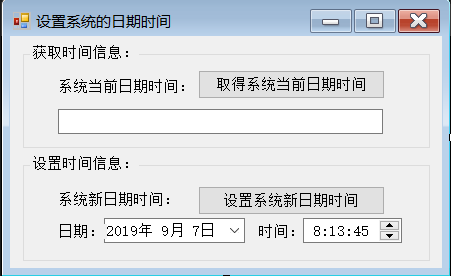 设置系统的日期时间
获取时间信息：
系统当前日期时间： 取得系统当前日期时间
设置时间信息：
系统新日期时间： 设置系统新日期时间
日期： 2019年 9月 7日 时间： 8:13:45